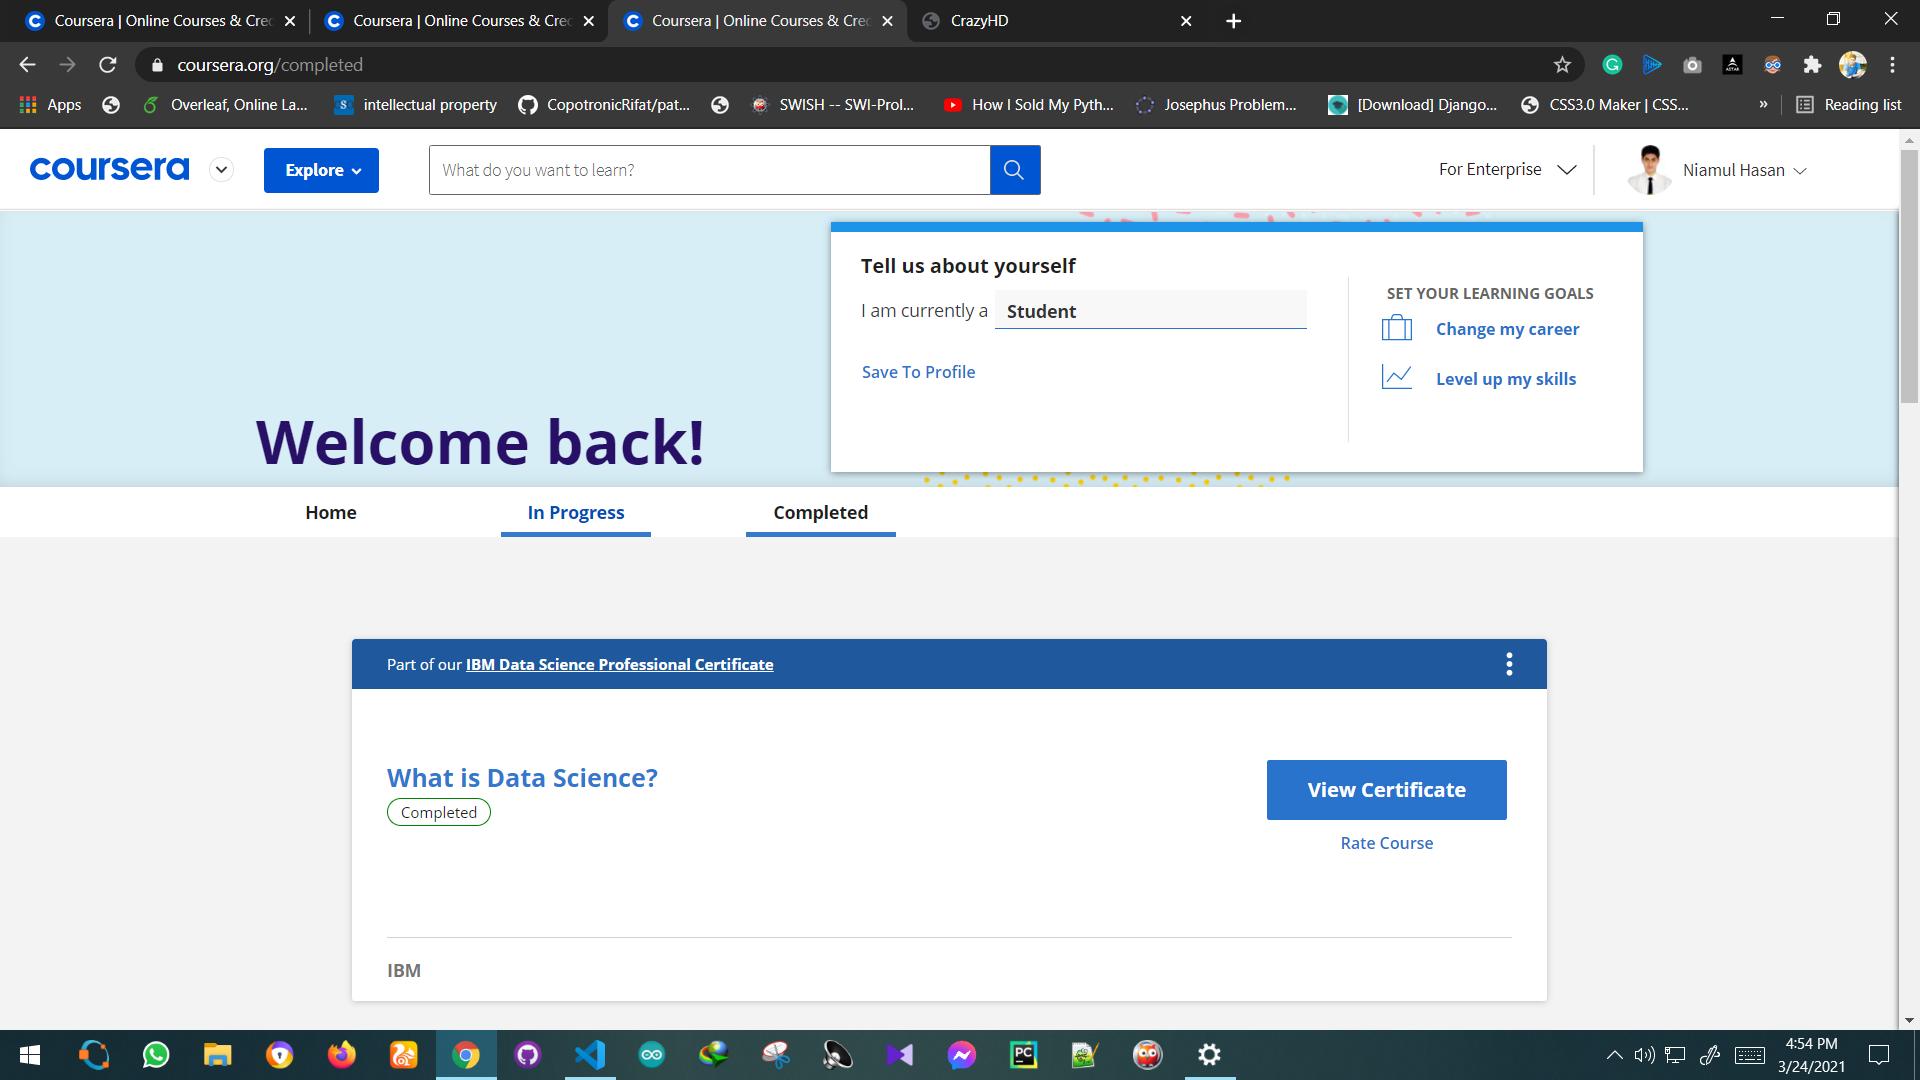 Coursera | Online Courses & Cre
Coursera | Online Courses & Cre
Coursera | Online Courses & Cre
CrazyHD
coursera.org/completed
Apps
Overleaf, Online La...
intellectual property
CopotronicRifat/pat...
SWISH -- SWI-Prol...
How I Sold My Pyth...
Josephus Problem...
[Download] Django...
CSS3.0 Maker | CSS...
»
Reading list
coursera
Explore
What do you want to learn?
For Enterprise
Niamul Hasan
Tell us about yourself
I am currently a Student
Save To Profile
SET YOUR LEARNING GOALS
Change my career
Level up my skills
Welcome back!
Home
In Progress
Completed
Part of our IBM Data Science Professional Certificate
What is Data Science?
Completed
View Certificate
Rate Course
IBM
PC
4:54 PM
3/24/2021